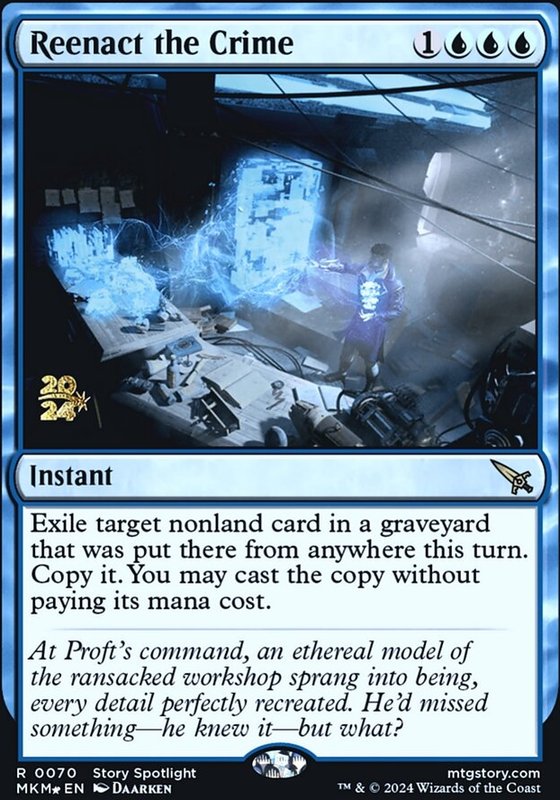 Reenact the Crime
1
20
24
Instant
Exile target nonland card in a graveyard
that was put there from anywhere this turn.
Copy it. You may cast the copy without
paying its mana cost.
At Proft's command, an ethereal model of
the ransacked workshop sprang into being,
every detail perfectly recreated. He'd missed
something—he knew it—but what?
R 0070 Story Spotlight
mtgstory.com
MKM★EN DAARKEN
™ & © 2024 Wizards of the Coast